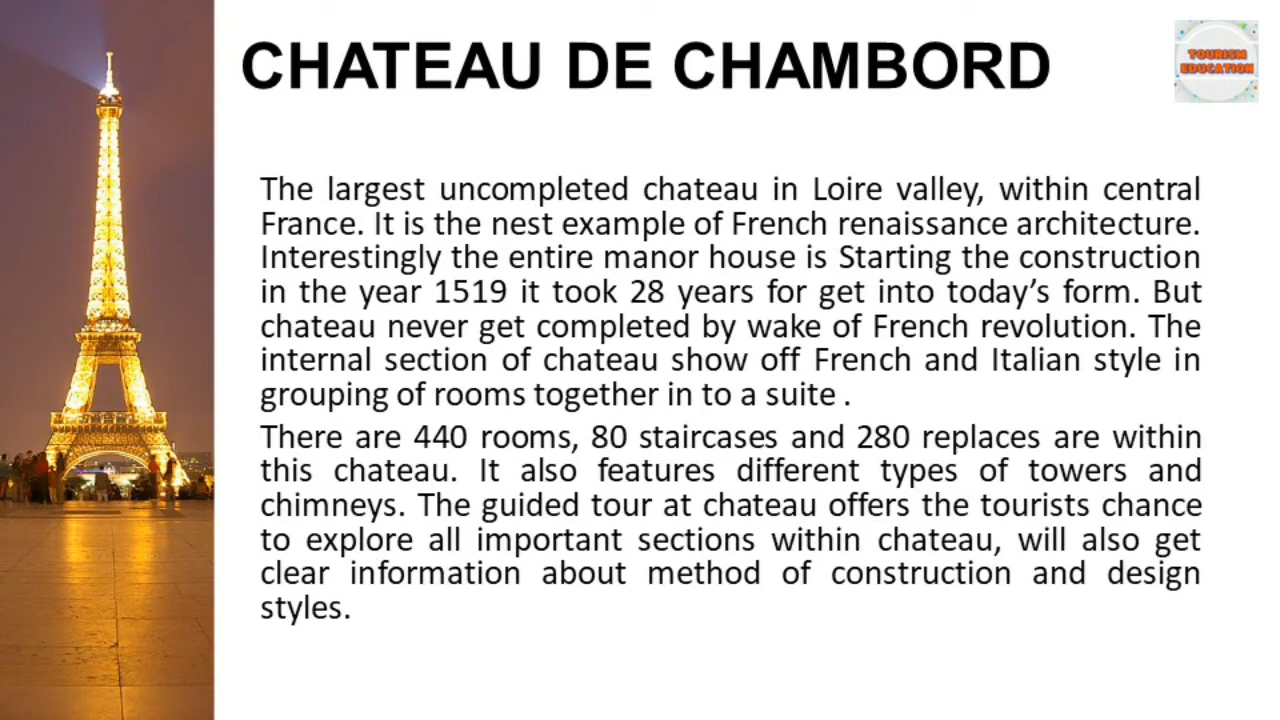 CHATEAU DE CHAMBORD
TOURISM
EDUCATION
The largest uncompleted chateau in Loire valley, within central
France. It is the nest example of French renaissance architecture.
Interestingly the entire manor house is Starting the construction
in the year 1519 it took 28 years for get into today’s form. But
chateau never get completed by wake of French revolution. The
internal section of chateau show off French and Italian style in
grouping of rooms together in to a suite .
There are 440 rooms, 80 staircases and 280 replaces are within
this chateau. It also features different types of towers and
chimneys. The guided tour at chateau offers the tourists chance
to explore all important sections within chateau, will also get
clear information about method of construction and design
styles.